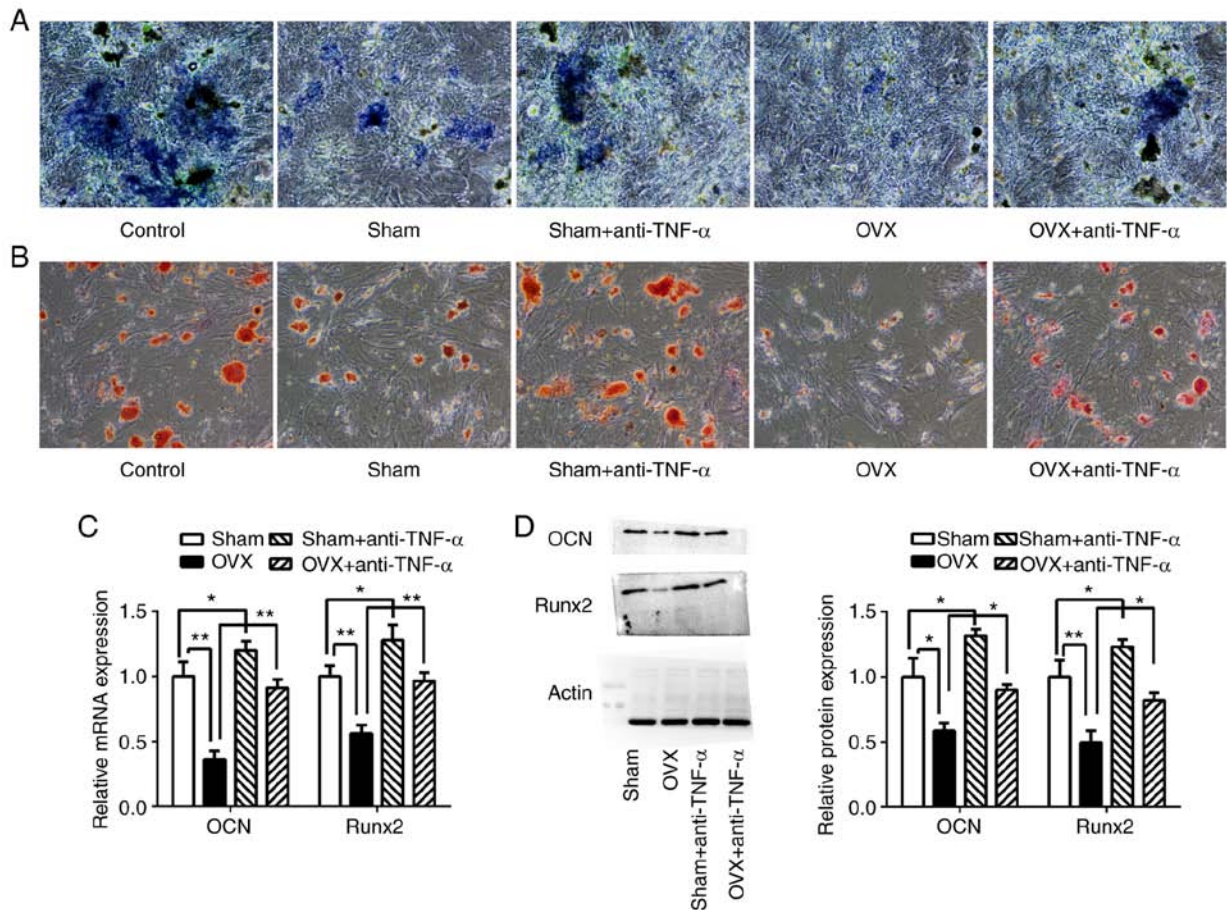 A
Control Sham Sham+anti-TNF-α OVX OVX+anti-TNF-α
B
Control Sham Sham+anti-TNF-α OVX OVX+anti-TNF-α
C
Sham Sham+anti-TNF-α
OVX OVX+anti-TNF-α
Relative mRNA expression
1.5
1.0
0.5
0.0
* ** **
* ** **
OCN Runx2
D
OCN
Runx2
Actin
Sham
OVX
Sham+anti-TNF-α
OVX+anti-TNF-α
Sham Sham+anti-TNF-α
OVX OVX+anti-TNF-α
Relative protein expression
1.5
1.0
0.5
0.0
* * *
* ** *
OCN Runx2